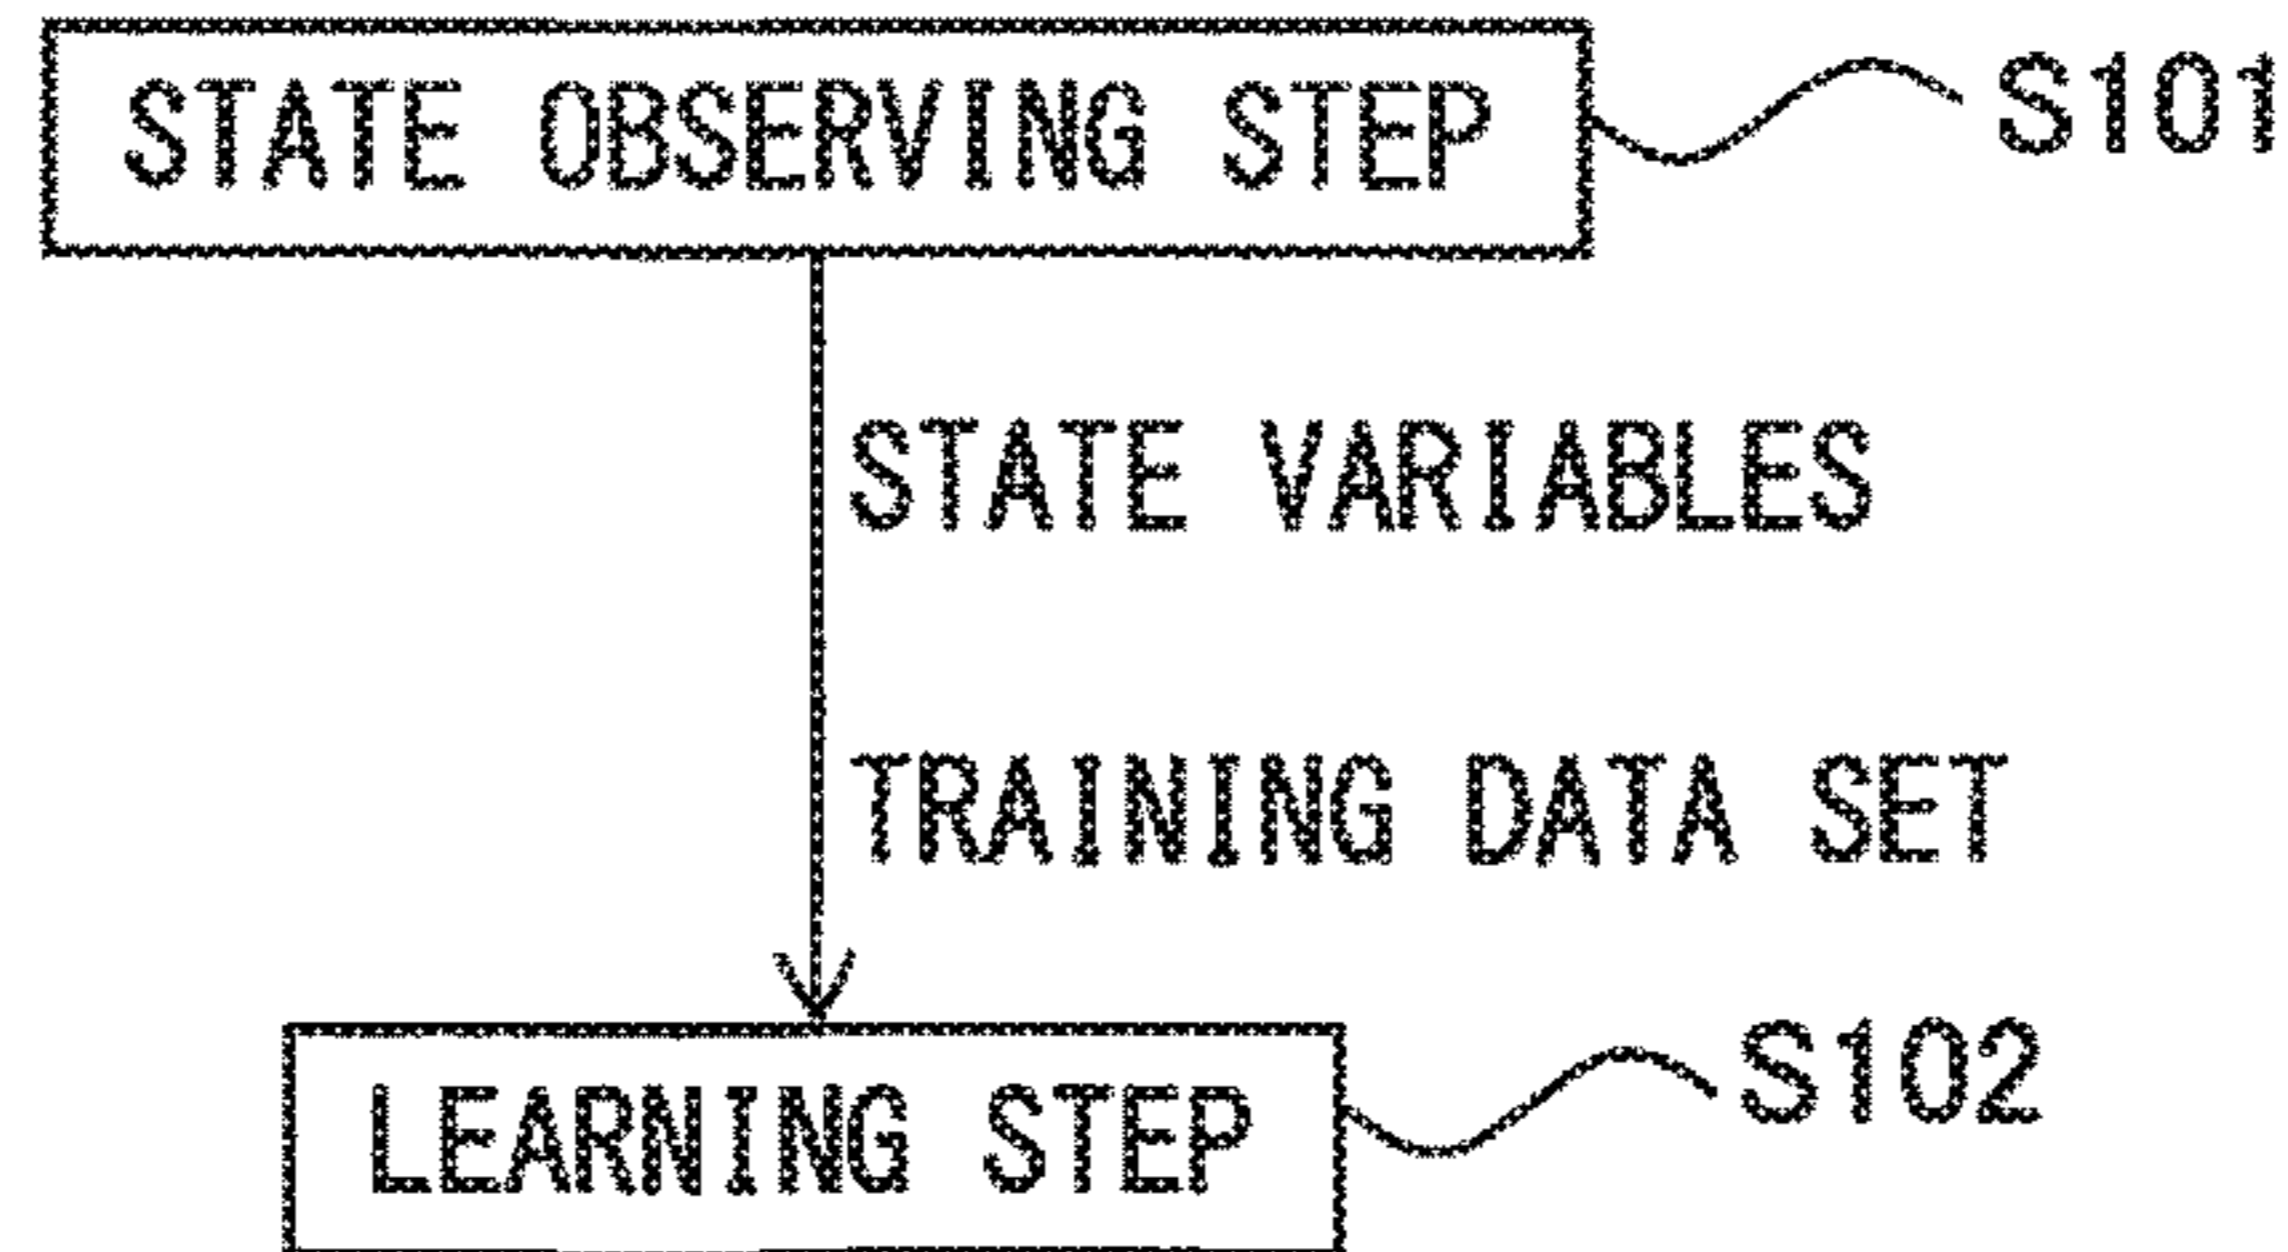 STATE OBSERVING STEP S101
STATE VARIABLES
TRAINING DATA SET
LEARNING STEP S102